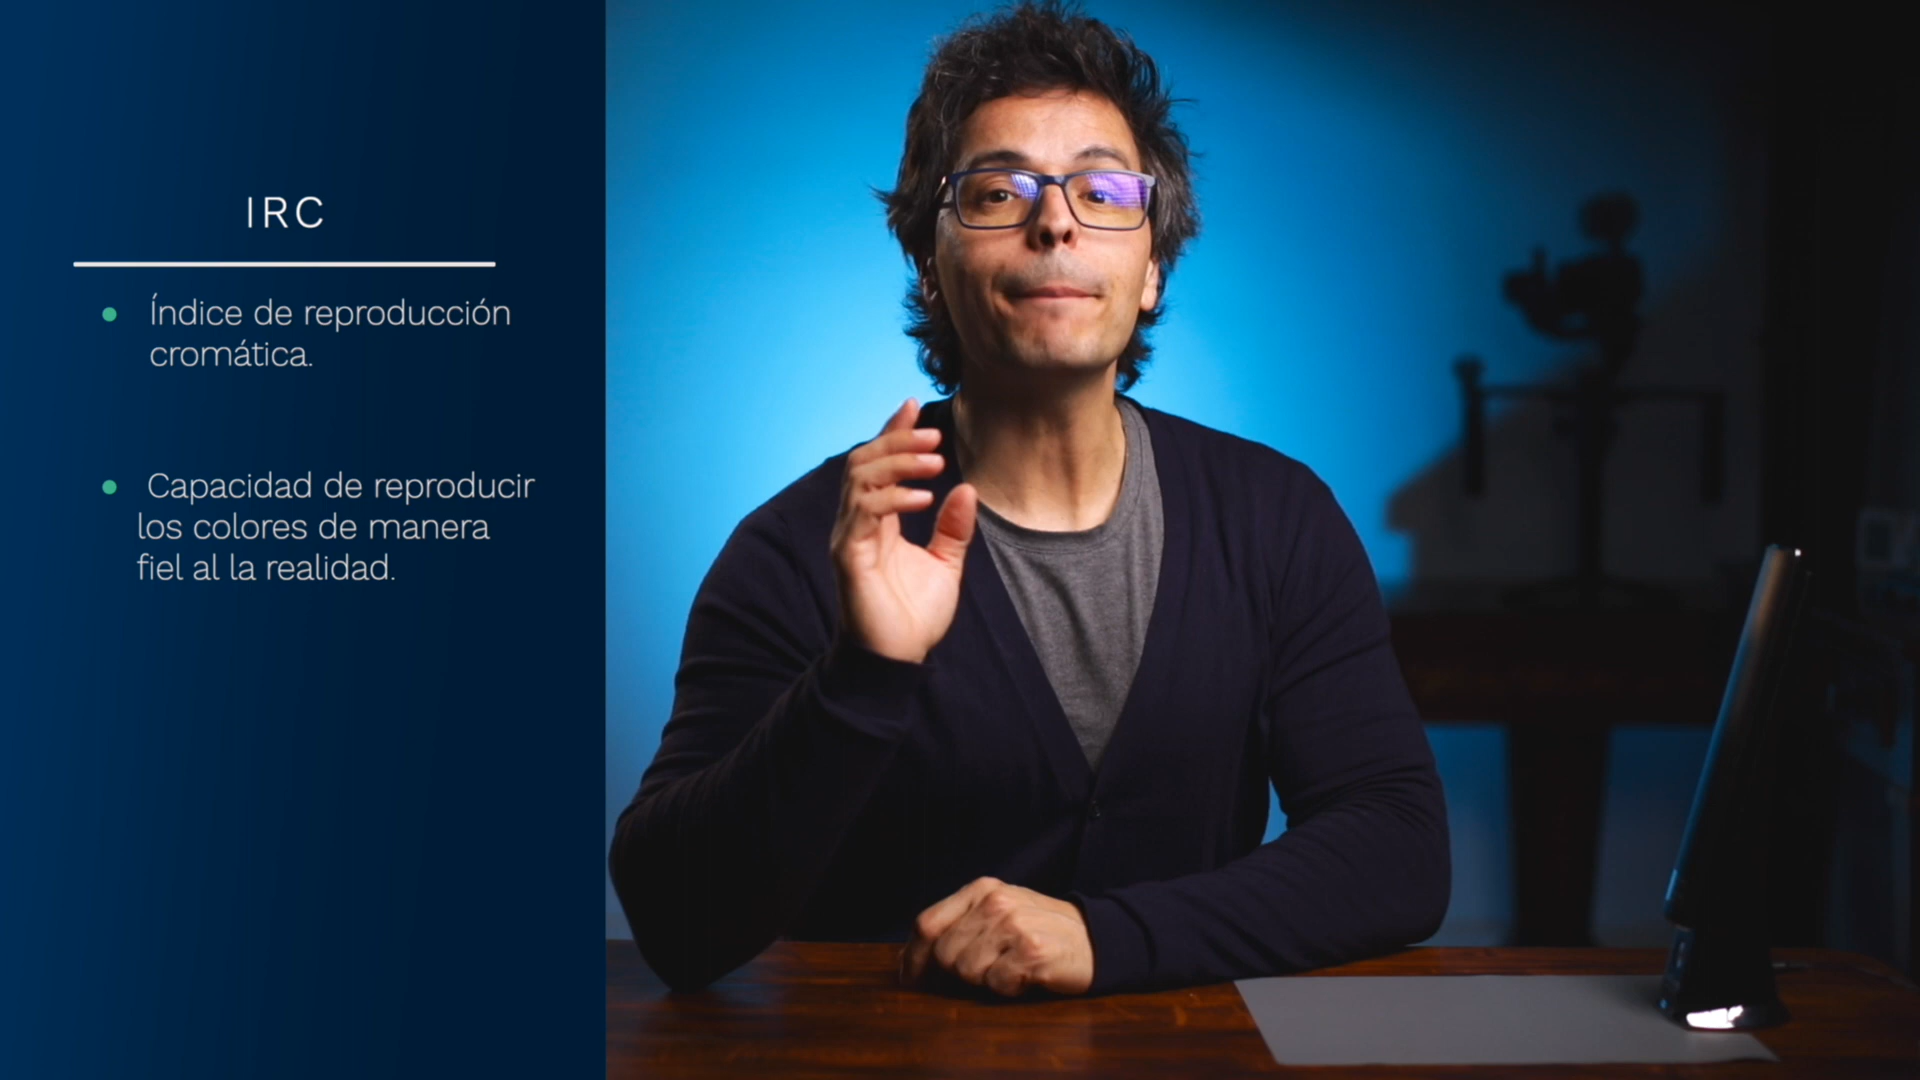 IRC
Índice de reproducción
cromática.
Capacidad de reproducir
los colores de manera
fiel al la realidad.